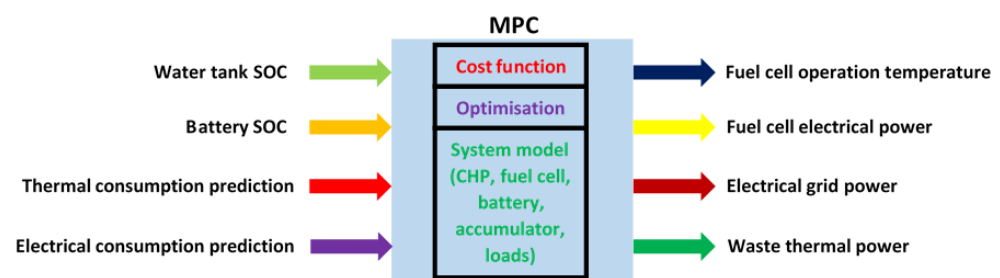 MPC
Water tank SOC
Battery SOC
Thermal consumption prediction
Electrical consumption prediction
Cost function
Optimisation
System model
(CHP, fuel cell,
battery,
accumulator,
loads)
Fuel cell operation temperature
Fuel cell electrical power
Electrical grid power
Waste thermal power